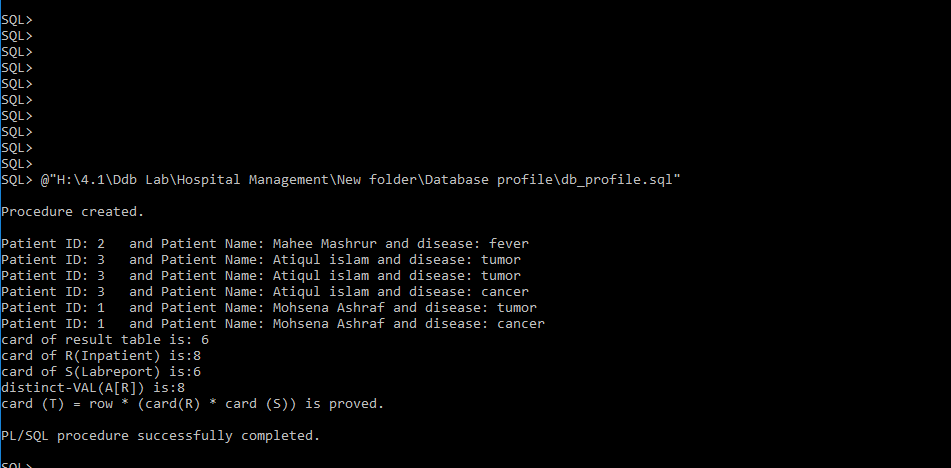 SQL>
SQL>
SQL>
SQL>
SQL>
SQL>
SQL>
SQL>
SQL>
SQL>
SQL> @"H:\4.1\Ddb Lab\Hospital Management\New folder\Database profile\db_profile.sql"
Procedure created.
Patient ID: 2   and Patient Name: Mahee Mashrur and disease: fever
Patient ID: 3   and Patient Name: Atiqul islam and disease: tumor
Patient ID: 3   and Patient Name: Atiqul islam and disease: tumor
Patient ID: 3   and Patient Name: Atiqul islam and disease: cancer
Patient ID: 1   and Patient Name: Mohsena Ashraf and disease: tumor
Patient ID: 1   and Patient Name: Mohsena Ashraf and disease: cancer
card of result table is: 6
card of R(Inpatient) is:8
card of S(Labreport) is:6
distinct-VAL(A[R]) is:8
card (T) = row * (card(R) * card (S)) is proved.
PL/SQL procedure successfully completed.
SQL>